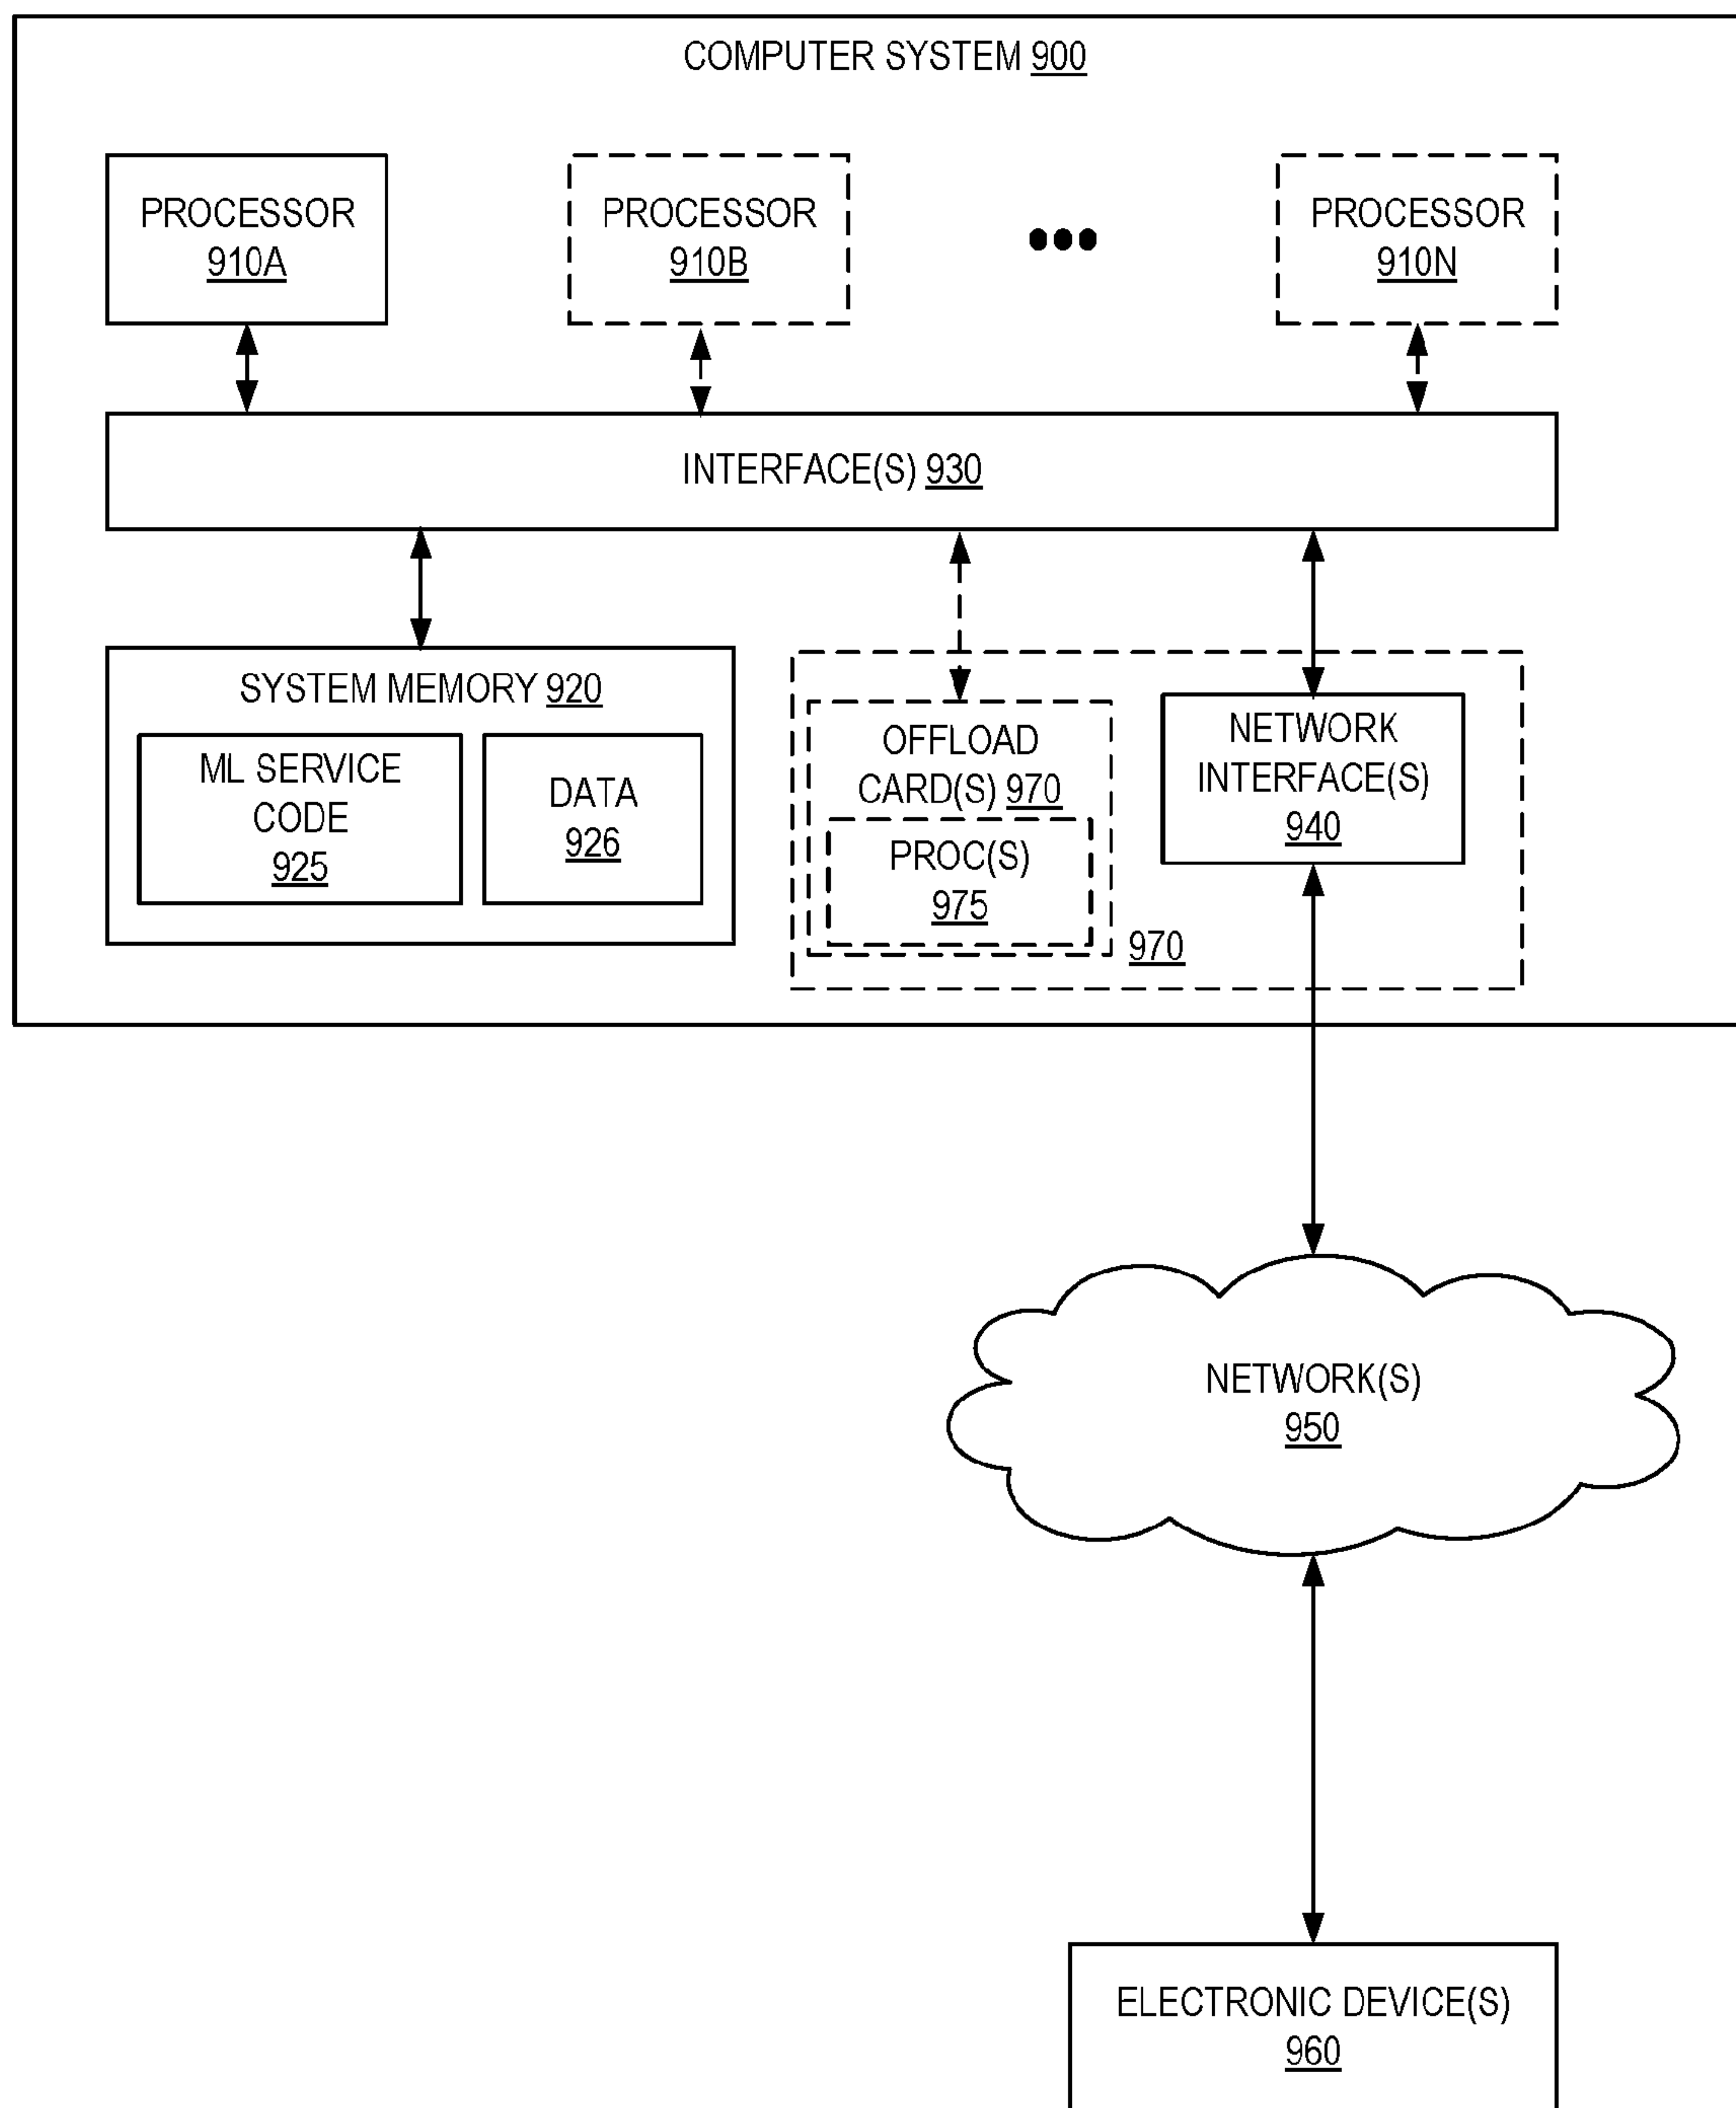 COMPUTER SYSTEM 900
PROCESSOR
910A
PROCESSOR
910B
PROCESSOR
910N
INTERFACE(S) 930
SYSTEM MEMORY 920
ML SERVICE
CODE
925
DATA
926
OFFLOAD
CARD(S) 970
PROC(S)
975
970
NETWORK
INTERFACE(S)
940
NETWORK(S)
950
ELECTRONIC DEVICE(S)
960